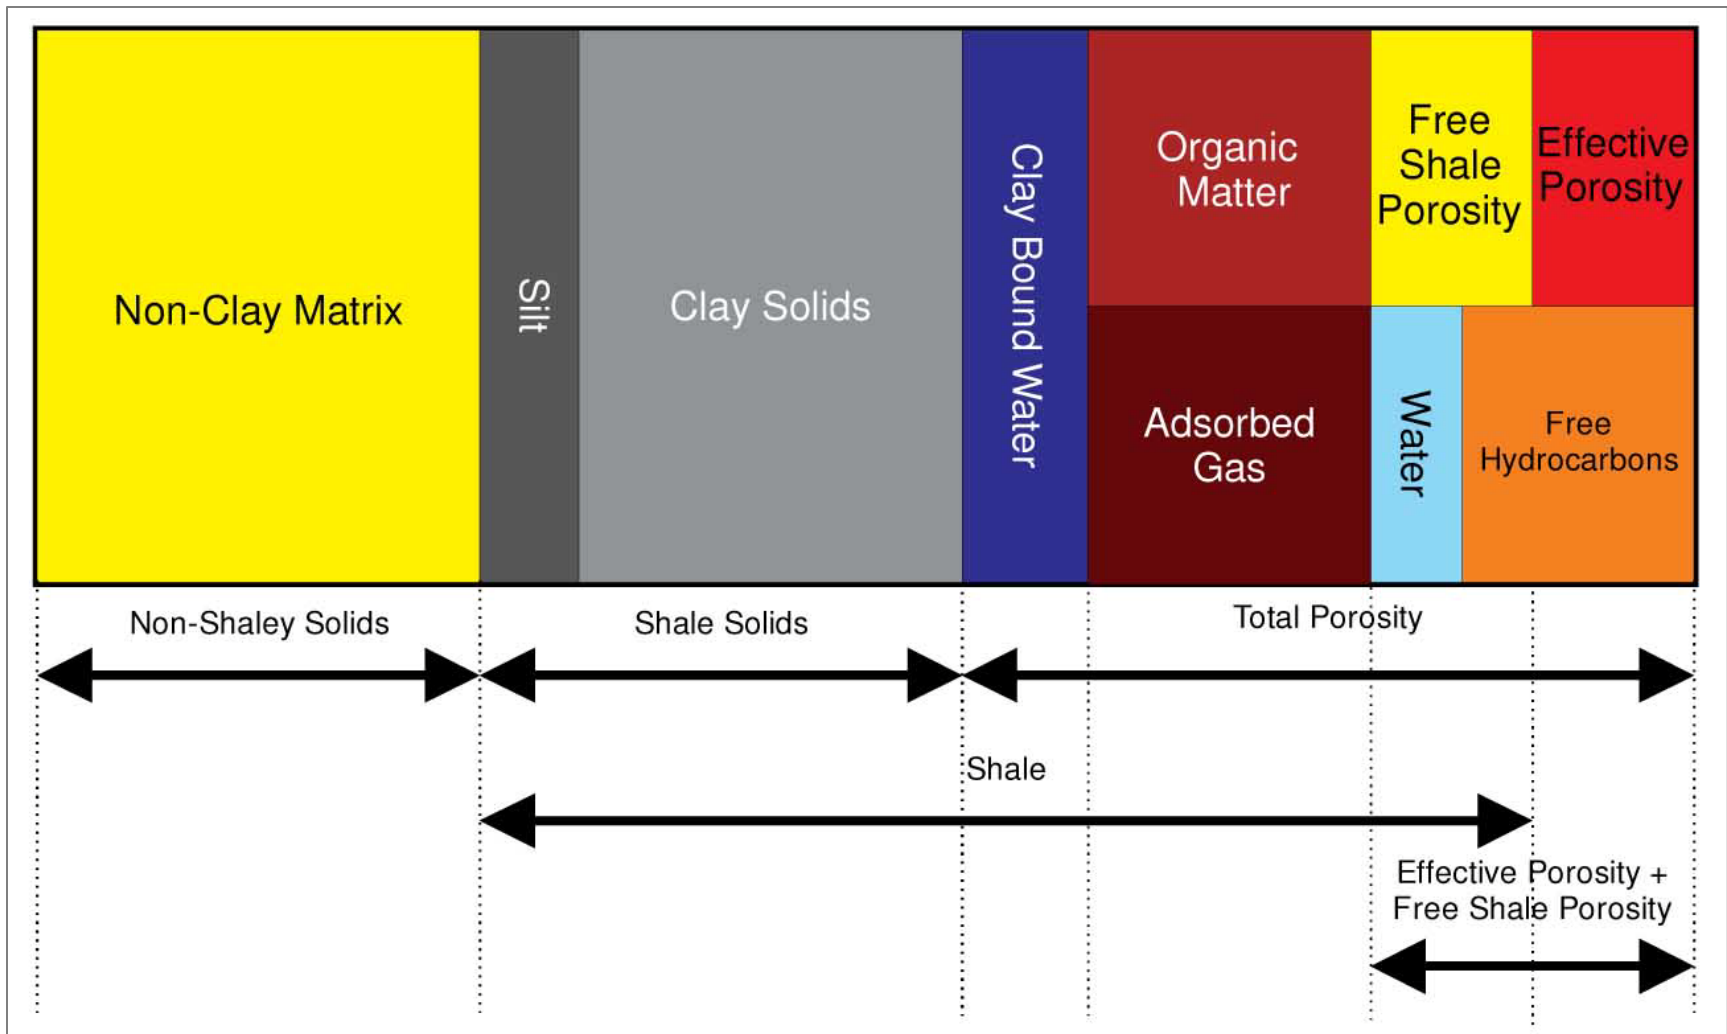 Non-Clay Matrix
Silt
Clay Solids
Clay Bound Water
Organic
Matter
Adsorbed
Gas
Free
Shale
Porosity
Effective
Porosity
Water
Free
Hydrocarbons
Non-Shaley Solids
Shale Solids
Total Porosity
Shale
Effective Porosity +
Free Shale Porosity